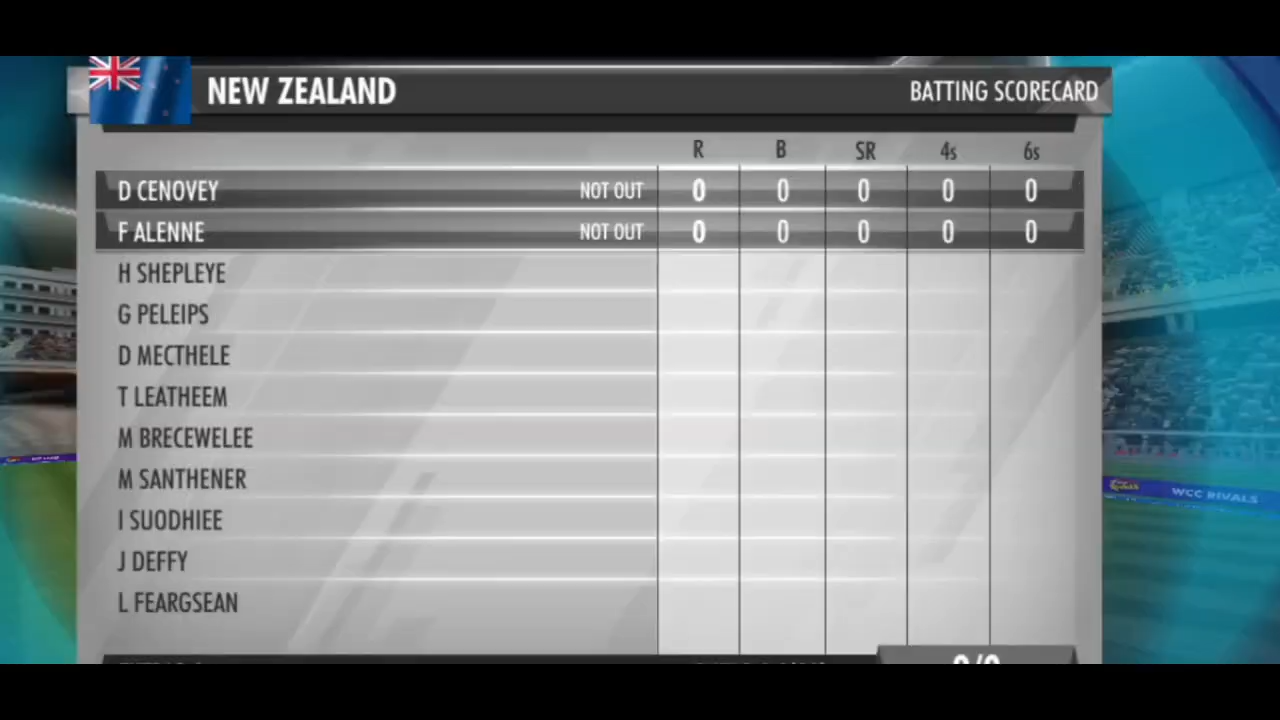 NEW ZEALAND BATTING SCORECARD
R B SR 4s 6s
D CENOVEY NOT OUT 0 0 0 0 0
F ALENNE NOT OUT 0 0 0 0 0
H SHEPLEYE
G PELEIPS
D MECTHELE
T LEATHEEM
M BRECEWELEE
M SANTHENER
I SUODHIEE
J DEFFY
L FEARGSEAN
WCC RIVALS